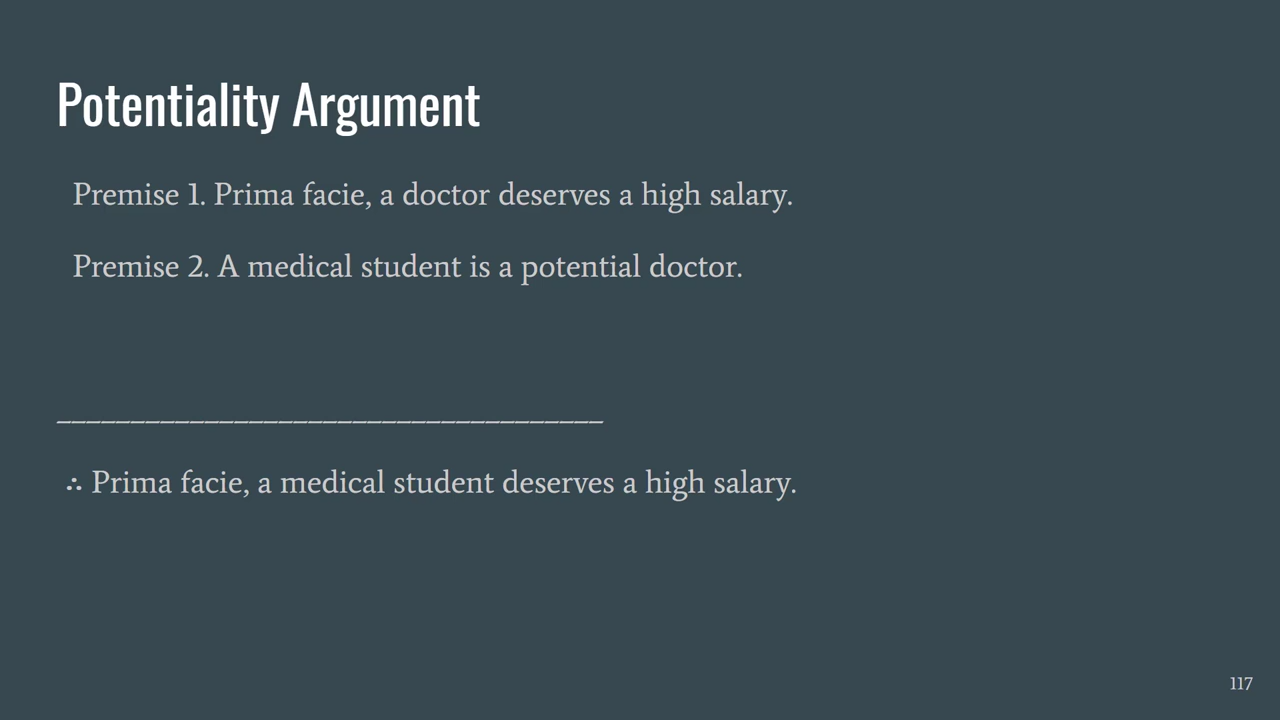 Potentiality Argument
Premise 1. Prima facie, a doctor deserves a high salary.
Premise 2. A medical student is a potential doctor.
_____________________________________
∴ Prima facie, a medical student deserves a high salary.
117